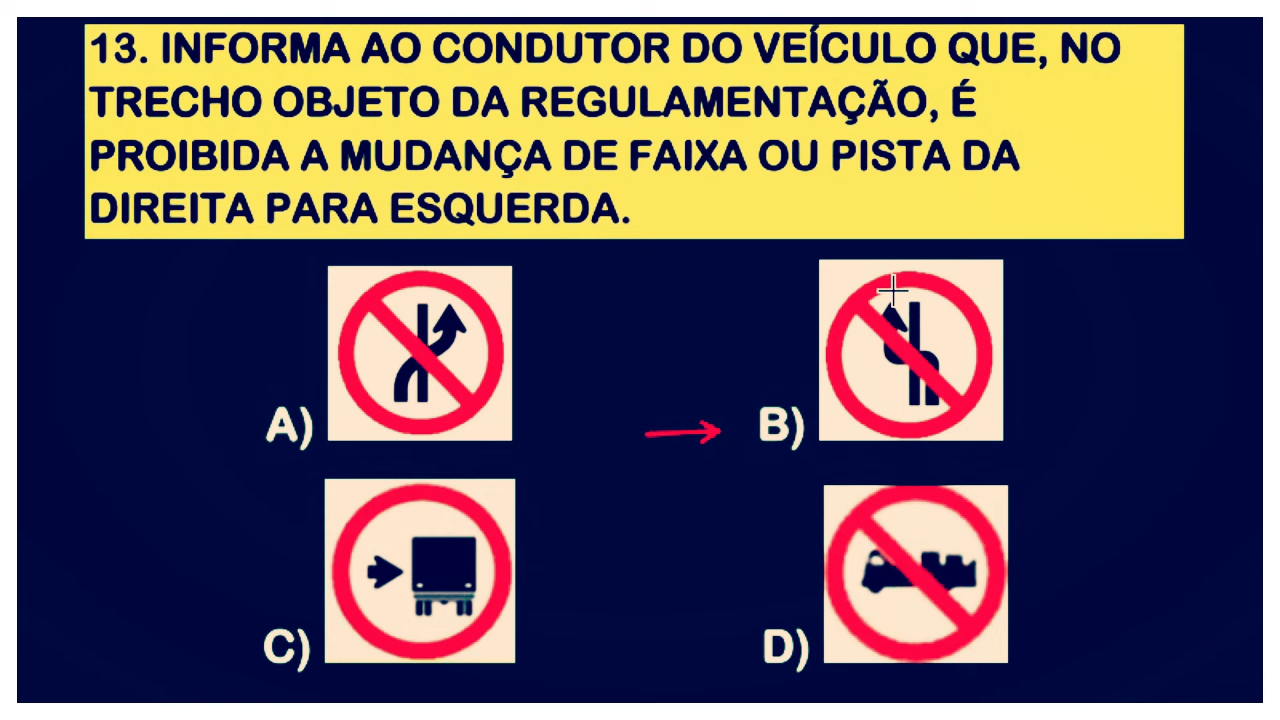 13. INFORMA AO CONDUTOR DO VEÍCULO QUE, NO
TRECHO OBJETO DA REGULAMENTAÇÃO, É
PROIBIDA A MUDANÇA DE FAIXA OU PISTA DA
DIREITA PARA ESQUERDA.
A)
B)
C)
D)